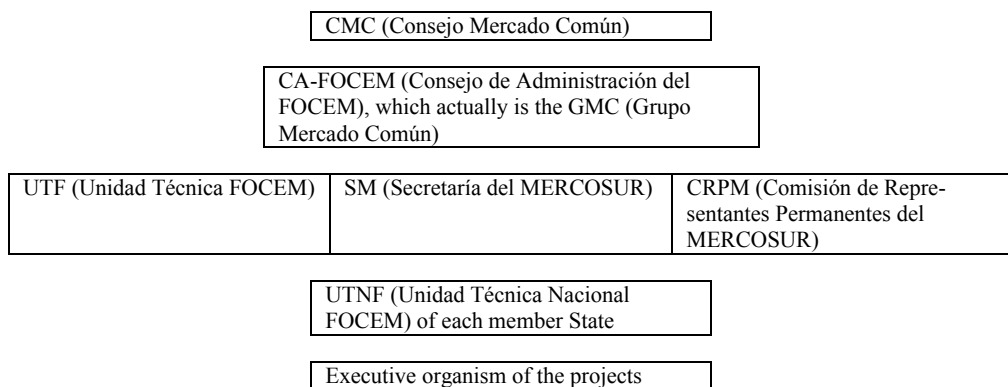 CMC (Consejo Mercado Común)
CA-FOCEM (Consejo de Administración del
FOCEM), which actually is the GMC (Grupo
Mercado Común)
UTF (Unidad Técnica FOCEM)
SM (Secretaría del MERCOSUR)
CRPM (Comisión de Repre-
sentantes Permanentes del
MERCOSUR)
UTNF (Unidad Técnica Nacional
FOCEM) of each member State
Executive organism of the projects